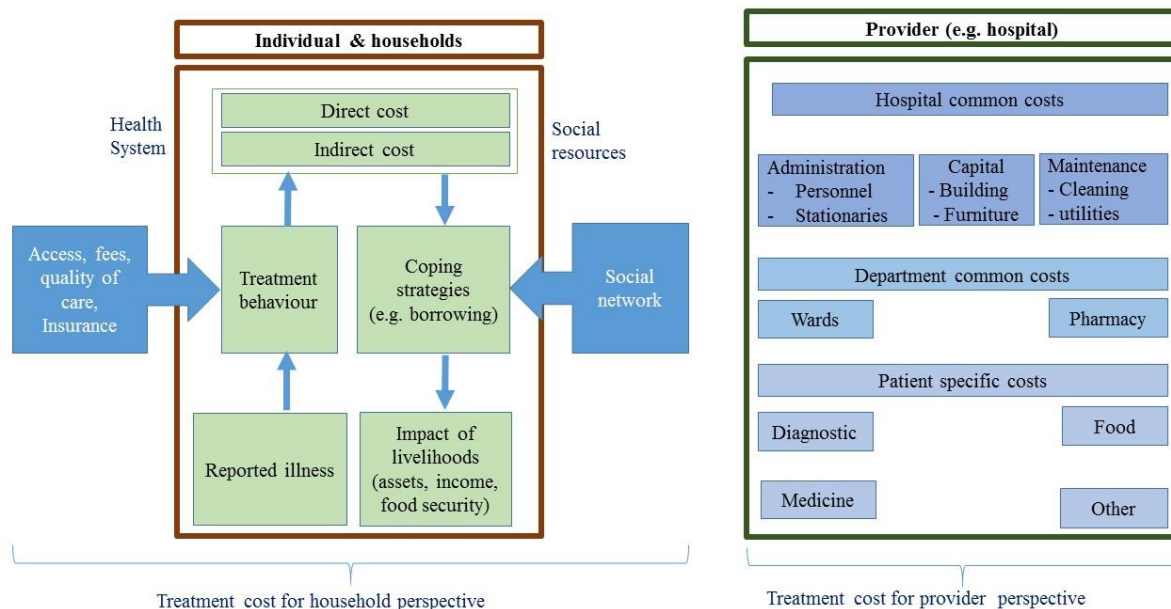 Individual & households
Health
System
Direct cost
Indirect cost
Social
resources
Access, fees,
quality of
care,
Insurance
Treatment
behaviour
Coping
strategies
(e.g. borrowing)
Social
network
Reported illness
Impact of
livelihoods
(assets, income,
food security)
Treatment cost for household perspective
Provider (e.g. hospital)
Hospital common costs
Administration
- Personnel
- Stationaries
Capital
- Building
- Furniture
Maintenance
- Cleaning
- utilities
Department common costs
Wards
Pharmacy
Patient specific costs
Diagnostic
Food
Medicine
Other
Treatment cost for provider perspective